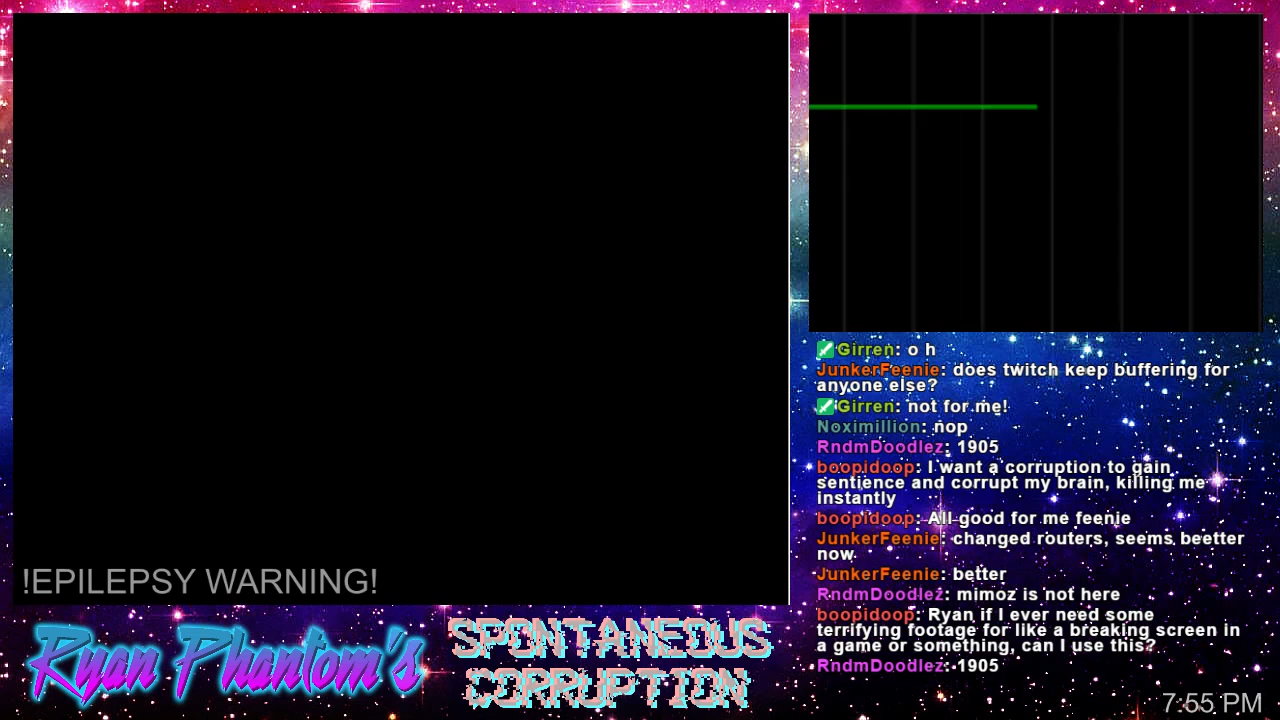 Girren: o h
JunkerFeenie: does twitch keep buffering for
anyone else?
Girren: not for me!
Noximillion: nop
RndmDoodlez: 1905
boopidoop: I want a corruption to gain
sentience and corrupt my brain, killing me
instantly
boopidoop: All good for me feenie
JunkerFeenie: changed routers, seems beetter
now
JunkerFeenie: better
RndmDoodlez: mimoz is not here
boopidoop: Ryan if I ever need some
terrifying footage for like a breaking screen in
a game or something, can I use this?
RndmDoodlez: 1905
!EPILEPSY WARNING!
Ryan Phantom's
SPONTANEOUS
CORRUPTION
7:55 PM